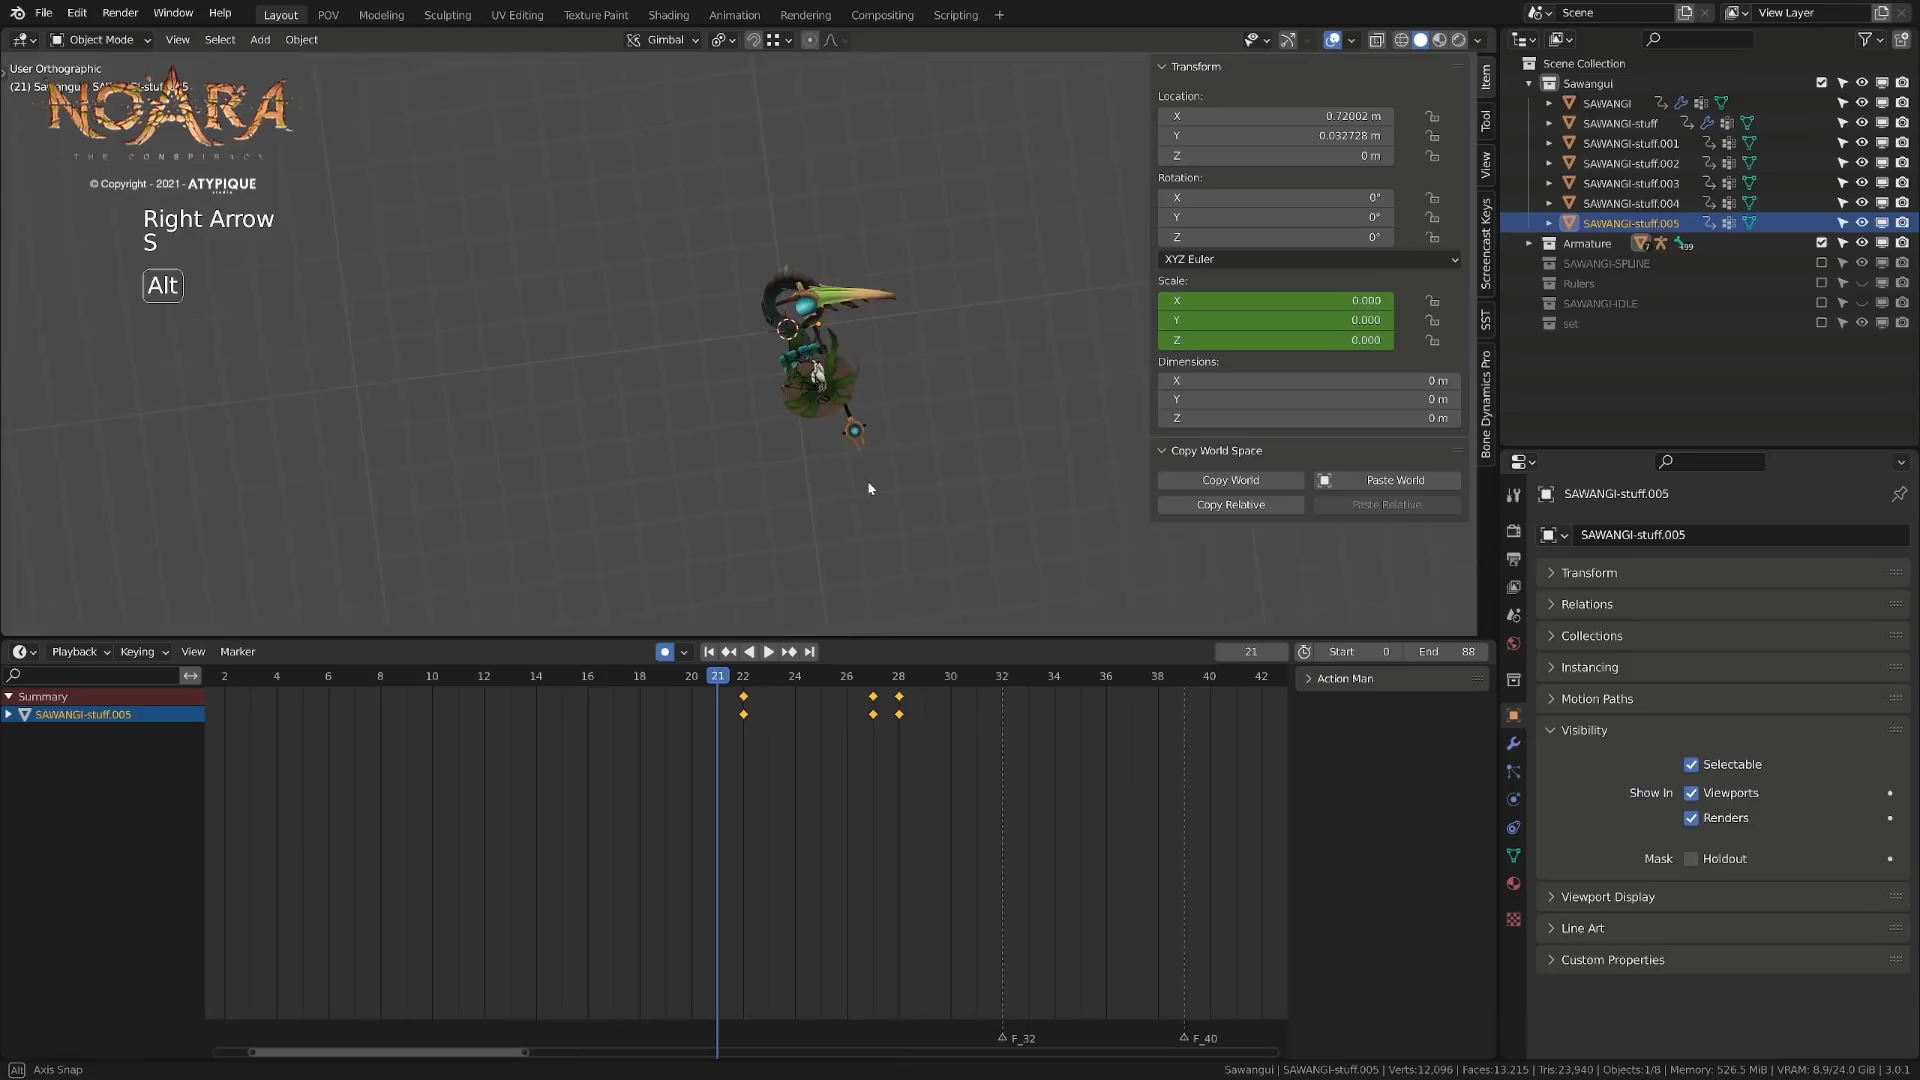 File Edit Render Window Help Layout POV Modeling Sculpting UV Editing Texture Paint Shading Animation Rendering Compositing Scripting + Scene View Layer
Object Mode View Select Add Object Gimbal
User Orthographic
(21) Sawangui
NOARA
THE CONSPIRACY
© Copyright - 2021 - ATYPIQUE
studio
Right Arrow
S
Alt
Transform
Location:
X 0.72002 m
Y 0.032728 m
Z 0 m
Rotation:
X 0°
Y 0°
Z 0°
XYZ Euler
Scale:
X 0.000
Y 0.000
Z 0.000
Dimensions:
X 0 m
Y 0 m
Z 0 m
Copy World Space
Copy World Paste World
Copy Relative Paste Relative
Item
Tool
View
Screencast Keys
SST
Bone Dynamics Pro
Scene Collection
Sawangui
SAWANGI
SAWANGI-stuff
SAWANGI-stuff.001
SAWANGI-stuff.002
SAWANGI-stuff.003
SAWANGI-stuff.004
SAWANGI-stuff.005
Armature 7 499
SAWANGI-SPLINE
Rulers
SAWANGI-IDLE
set
SAWANGI-stuff.005
SAWANGI-stuff.005
Transform
Relations
Collections
Instancing
Motion Paths
Visibility
Selectable
Show In Viewports
Renders
Mask Holdout
Viewport Display
Line Art
Custom Properties
Playback Keying View Marker 21 Start 0 End 88
2 4 6 8 10 12 14 16 18 20 21 22 24 26 28 30 32 34 36 38 40 42
Action Man
Summary
SAWANGI-stuff.005
F_32 F_40
Alt Axis Snap
Sawangui | SAWANGI-stuff.005 | Verts:12,096 | Faces:13,215 | Tris:23,940 | Objects:1/8 | Memory: 526.5 MiB | VRAM: 8.9/24.0 GiB | 3.0.1